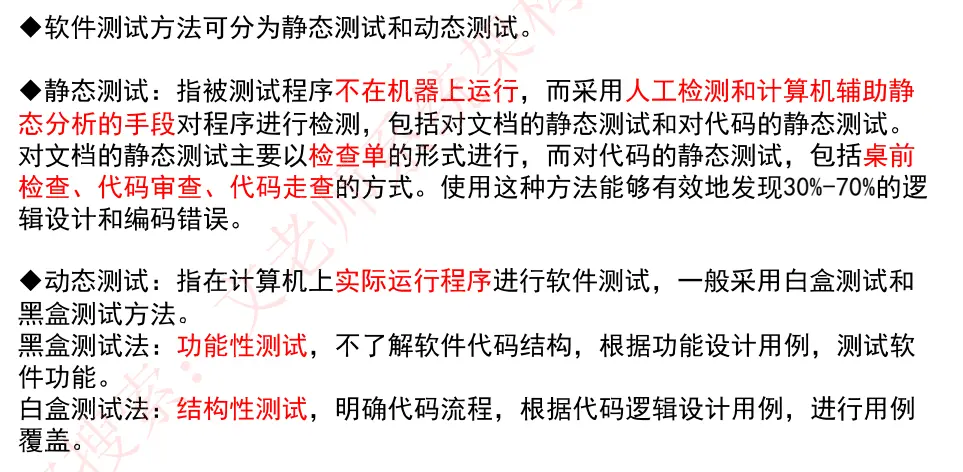 ◆软件测试方法可分为静态测试和动态测试。
◆静态测试：指被测试程序不在机器上运行，而采用人工检测和计算机辅助静
态分析的手段对程序进行检测，包括对文档的静态测试和对代码的静态测试。
对文档的静态测试主要以检查单的形式进行，而对代码的静态测试，包括桌前
检查、代码审查、代码走查的方式。使用这种方法能够有效地发现30%-70%的逻
辑设计和编码错误。
◆动态测试：指在计算机上实际运行程序进行软件测试，一般采用白盒测试和
黑盒测试方法。
黑盒测试法：功能性测试，不了解软件代码结构，根据功能设计用例，测试软
件功能。
白盒测试法：结构性测试，明确代码流程，根据代码逻辑设计用例，进行用例
覆盖。